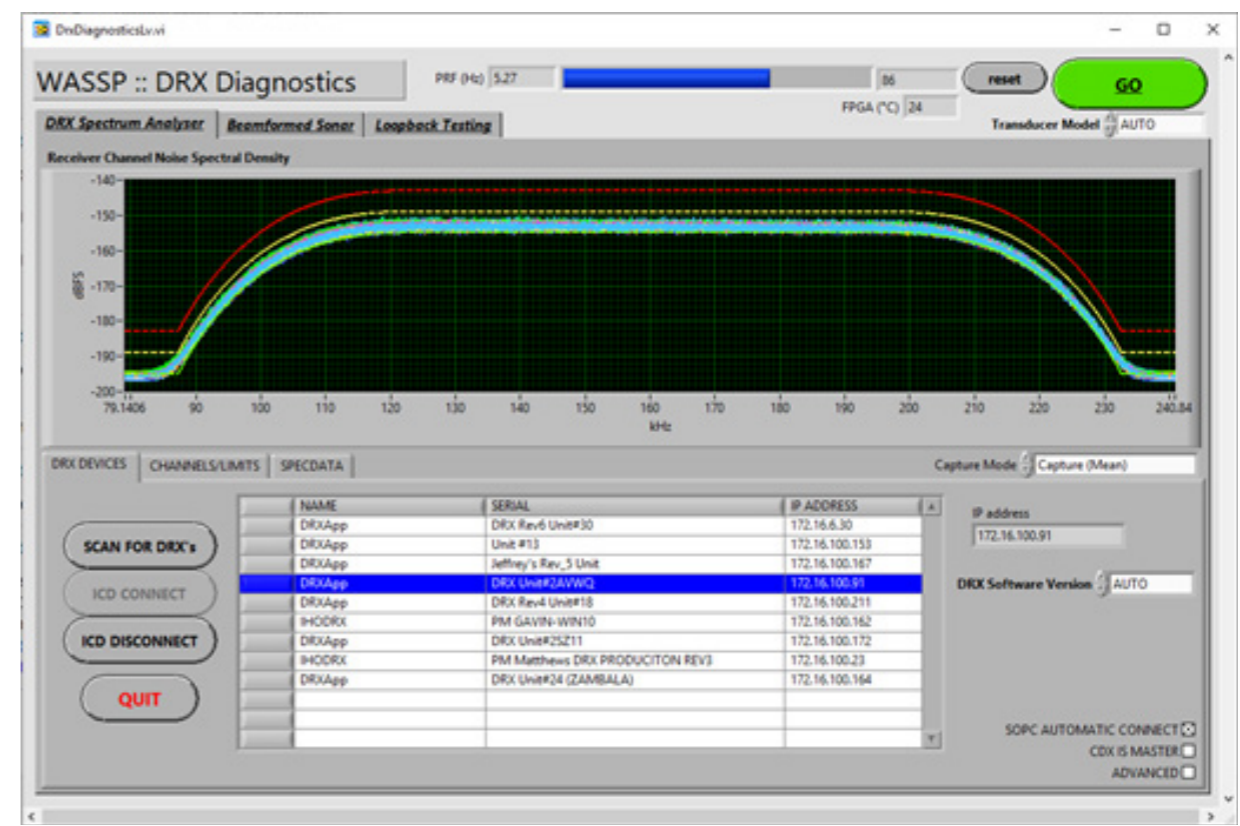 DrxDiagnosticsLv.vi
WASSP :: DRX Diagnostics
PRF (Hz) 5.27 86 reset GO
FPGA (°C) 24
DRX Spectrum Analyser Beamformed Sonar Loopback Testing Transducer Model AUTO
Receiver Channel Noise Spectral Density
-140
-150
-160
-170
-180
-190
-200
dBFS
79.1406 90 100 110 120 130 140 150 160 170 180 190 200 210 220 230 240.84
kHz
DRX DEVICES CHANNELS/LIMITS SPECDATA Capture Mode Capture (Mean)
NAME SERIAL IP ADDRESS
DRXApp DRX Rev6 Unit#30 172.16.6.30
DRXApp Unit #13 172.16.100.153
DRXApp Jeffrey's Rev_5 Unit 172.16.100.167
DRXApp DRX Unit#2AVWQ 172.16.100.91
DRXApp DRX Rev4 Unit#18 172.16.100.211
IHODRX PM GAVIN-WIN10 172.16.100.162
DRXApp DRX Unit#2SZ11 172.16.100.172
IHODRX PM Matthews DRX PRODUCITON REV3 172.16.100.23
DRXApp DRX Unit#24 (ZAMBALA) 172.16.100.164
SCAN FOR DRX's
ICD CONNECT
ICD DISCONNECT
QUIT
IP address
172.16.100.91
DRX Software Version AUTO
SOPC AUTOMATIC CONNECT
CDX IS MASTER
ADVANCED